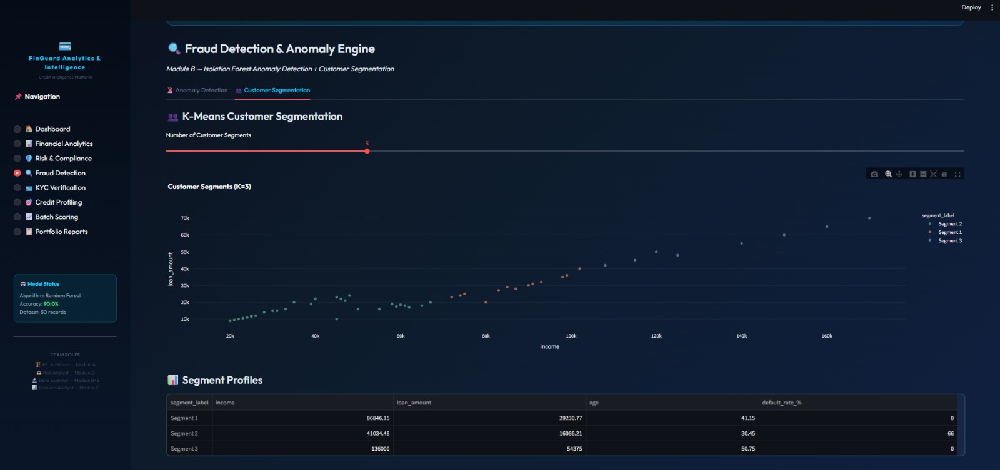 Deploy
FinGuard Analytics &
Intelligence
Credit Intelligence Platform
Navigation
Dashboard
Financial Analytics
Risk & Compliance
Fraud Detection
KYC Verification
Credit Profiling
Batch Scoring
Portfolio Reports
Model Status
Algorithm: Random Forest
Accuracy: 90.0%
Dataset: 50 records
TEAM ROLES
ML Architect — Module A
Risk Analyst — Module D
Data Scientist — Module B+E
Business Analyst — Module C
Fraud Detection & Anomaly Engine
Module B — Isolation Forest Anomaly Detection + Customer Segmentation
Anomaly Detection Customer Segmentation
K-Means Customer Segmentation
Number of Customer Segments
3
Customer Segments (K=3)
segment_label
Segment 2
Segment 1
Segment 3
loan_amount
70k
60k
50k
40k
30k
20k
10k
20k 40k 60k 80k 100k 120k 140k 160k
income
Segment Profiles
segment_label income loan_amount age default_rate_%
Segment 1 86846.15 29230.77 41.15 0
Segment 2 41034.48 16086.21 30.45 66
Segment 3 136000 54375 50.75 0